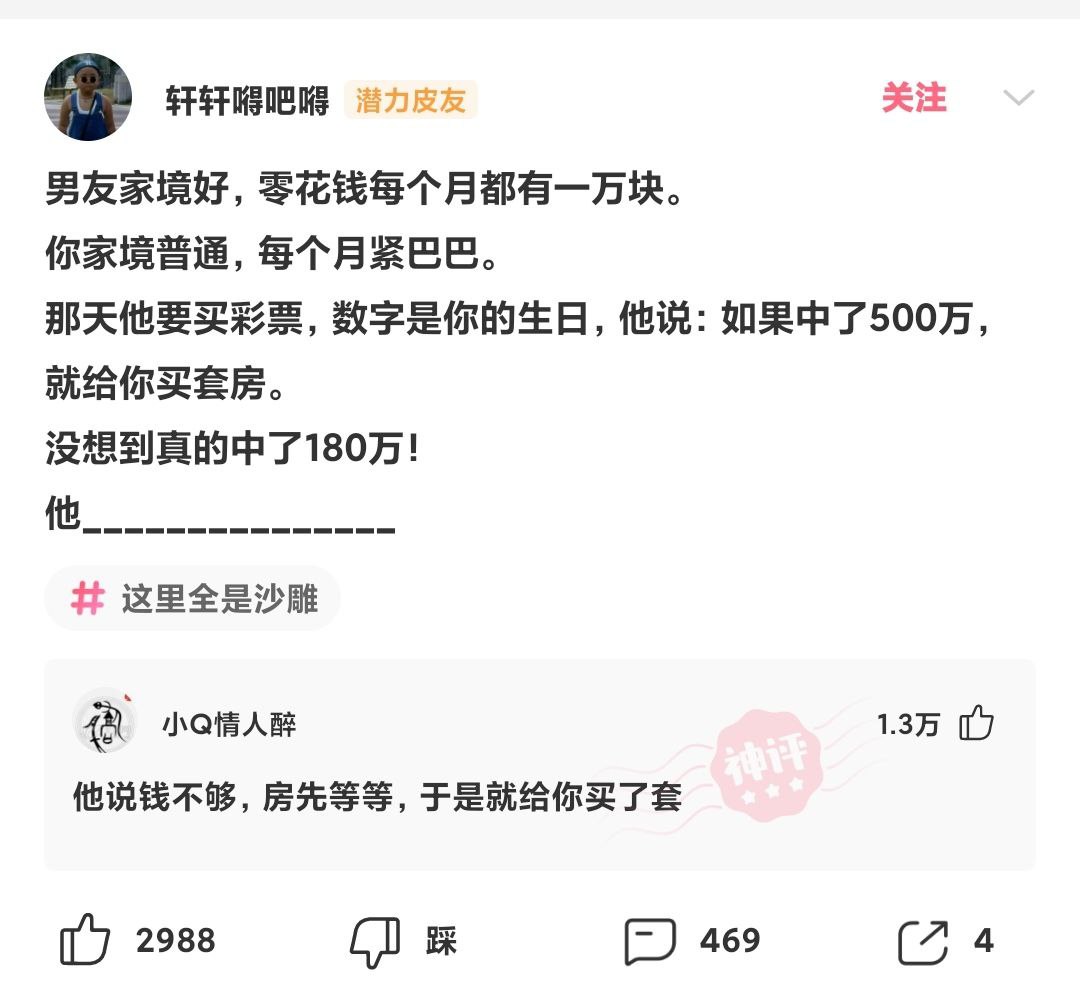 轩轩嘚吧嘚 潜力皮友 关注
男友家境好，零花钱每个月都有一万块。
你家境普通，每个月紧巴巴。
那天他要买彩票，数字是你的生日，他说：如果中了500万，
就给你买套房。
没想到真的中了180万！
他_______________
# 这里全是沙雕
小Q情人醉 1.3万
神评
他说钱不够，房先等等，于是就给你买了套
2988 踩 469 4